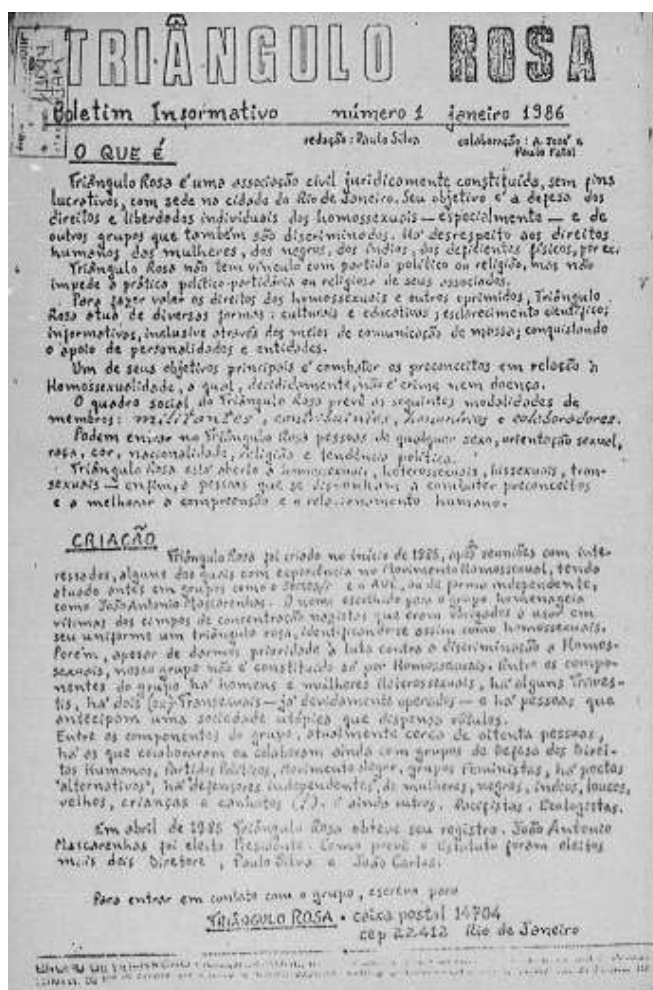 TRIÂNGULO ROSA
Boletim Informativo número 1 janeiro 1986
redação: Paulo Silva colaboração: A. José e
Paulo Fatal
O QUE É
Triângulo Rosa é uma associação civil juridicamente constituída, sem fins
lucrativos, com sede na cidade do Rio de Janeiro. Seu objetivo é a defesa dos
direitos e liberdades individuais dos homossexuais — especialmente — e de
outros grupos que também são discriminados. Há desrespeito aos direitos
humanos das mulheres, dos negros, dos índios, dos deficientes físicos, por ex.
Triângulo Rosa não tem vínculo com partido político ou religião, mas não
impede a prática político-partidária ou religiosa de seus associados.
Para fazer valer os direitos dos homossexuais e outros oprimidos, Triângulo
Rosa atua de diversas formas: culturais e educativas; esclarecimento científico;
informativas, inclusive através dos meios de comunicação de massa; conquistando
o apoio de personalidades e entidades.
Um de seus objetivos principais é combater os preconceitos em relação à
Homossexualidade, a qual, decididamente, não é crime nem doença.
O quadro social do Triângulo Rosa prevê as seguintes modalidades de
membros: militantes, contribuintes, honorários e colaboradores.
Podem entrar no Triângulo Rosa pessoas de qualquer sexo, orientação sexual,
raça, cor, nacionalidade, religião e tendência política.
Triângulo Rosa está aberto a homossexuais, heterossexuais, bissexuais, tran-
sexuais — enfim, a pessoas que se disponham a combater preconceitos
e a melhorar a compreensão e o relacionamento humano.
CRIAÇÃO
Triângulo Rosa foi criado no início de 1985, após reuniões com inte-
ressados, alguns dos quais com experiência no Movimento Homossexual, tendo
atuado antes em grupos como o Somos/RJ e o AUÊ, ou de forma independente,
como João Antonio Mascarenhas. O nome escolhido para o grupo homenageia
vítimas dos campos de concentração nazistas que eram obrigados a usar em
seu uniforme um triângulo rosa, identificando-se assim como homossexuais.
Porém, apesar de darmos prioridade à luta contra a discriminação a Homos-
sexuais, nosso grupo não é constituído só por Homossexuais. Entre os compo-
nentes do grupo há homens e mulheres Heterossexuais, há alguns Traves-
tis, há dois (ex)-Transexuais — já devidamente operados — e há pessoas que
antecipam uma sociedade utópica que dispensa rótulos.
Entre os componentes do grupo, atualmente cerca de oitenta pessoas,
há os que colaboraram ou colaboram ainda com grupos de Defesa dos Direi-
tos Humanos, Partidos Políticos, Movimento Negro, grupos Feministas, há poetas
"alternativos", há defensores independentes de mulheres, negros, índios, loucos,
velhos, crianças e canhotos (!). E ainda outros. Pacifistas. Ecologistas.
Em abril de 1985 Triângulo Rosa obteve seu registro. João Antonio
Mascarenhas foi eleito Presidente. Como prevê o Estatuto foram eleitos
mais dois Diretore, Paulo Silva e João Carlos.
Para entrar em contato com o grupo, escreva para
TRIÂNGULO ROSA • caixa postal 14704
cep 22.412 Rio de Janeiro